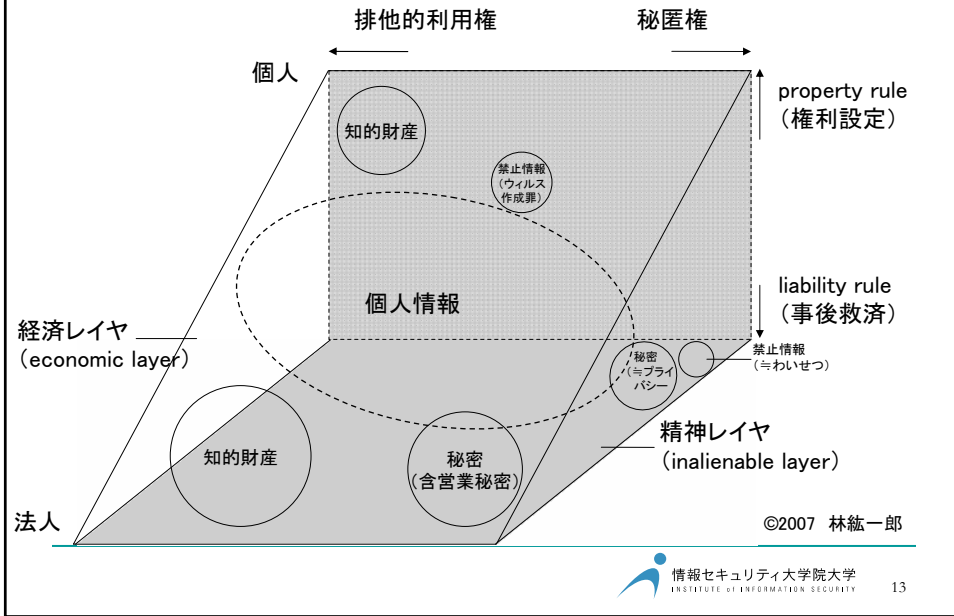 排他的利用権
秘匿権
個人
property rule
（権利設定）
知的財産
禁止情報
（ウィルス
作成罪）
liability rule
（事後救済）
個人情報
経済レイヤ
（economic layer）
禁止情報
（≒わいせつ）
秘密
（≒プライ
バシー
精神レイヤ
（inalienable layer）
知的財産
秘密
（含営業秘密）
法人
©2007 林紘一郎
情報セキュリティ大学院大学
INSTITUTE of INFORMATION SECURITY
13